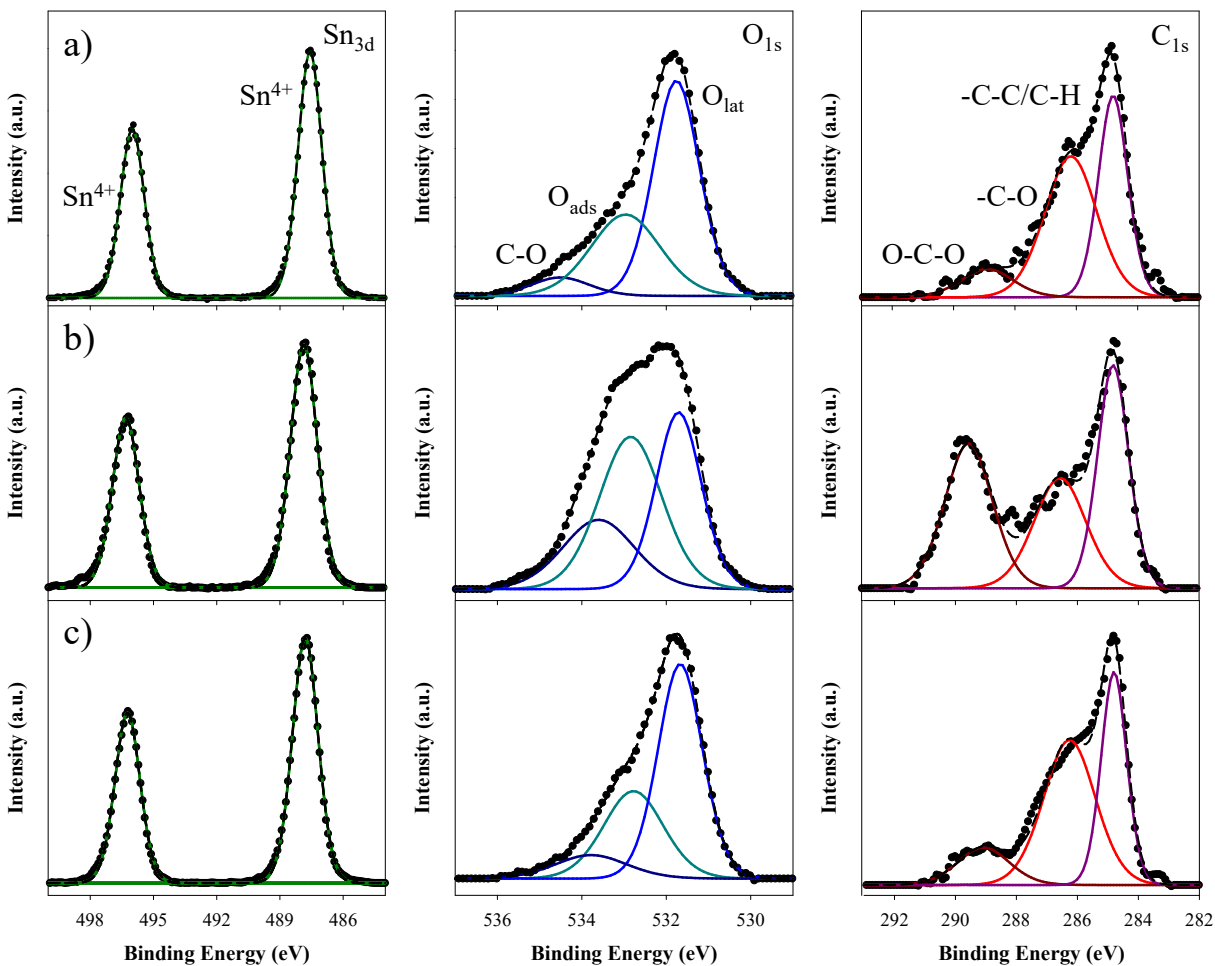 a)
Sn3d
Sn4+
Sn4+
Intensity (a.u.)
O1s
Olat
Oads
C-O
Intensity (a.u.)
C1s
-C-C/C-H
-C-O
O-C-O
Intensity (a.u.)
b)
Intensity (a.u.)
Intensity (a.u.)
Intensity (a.u.)
c)
Intensity (a.u.)
Intensity (a.u.)
Intensity (a.u.)
498 495 492 489 486
Binding Energy (eV)
536 534 532 530
Binding Energy (eV)
292 290 288 286 284 282
Binding Energy (eV)